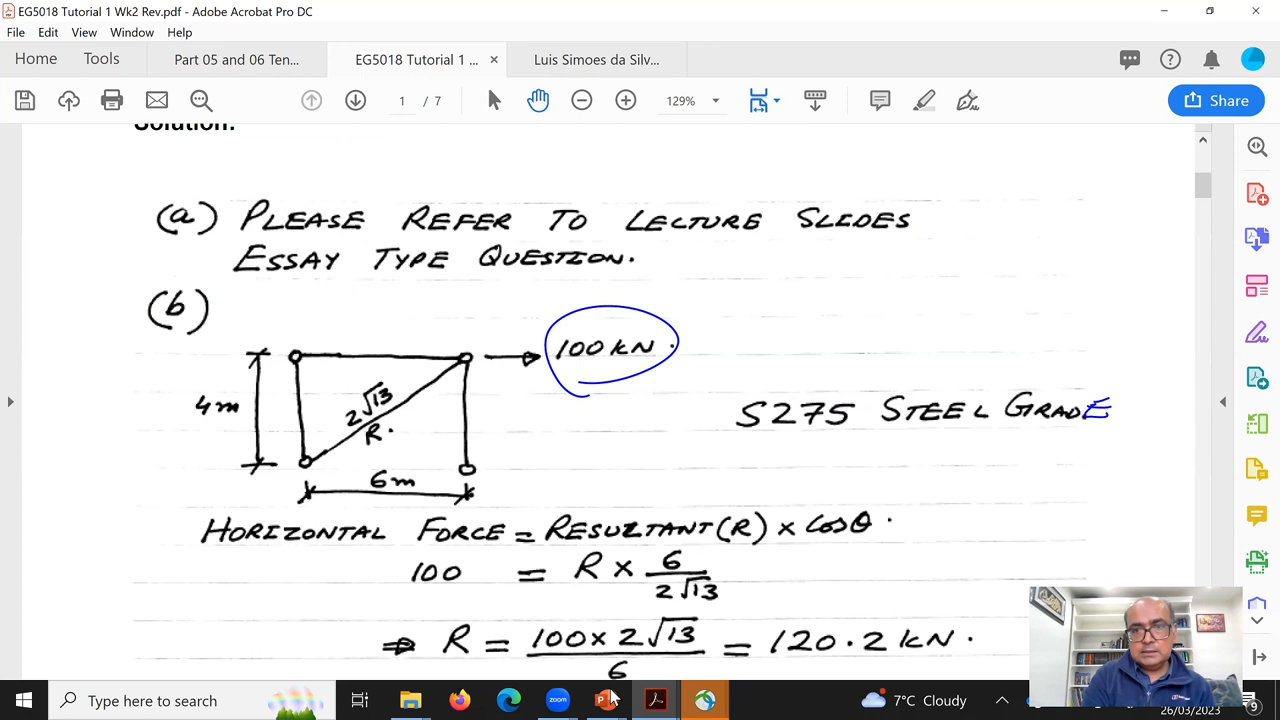 EG5018 Tutorial 1 Wk2 Rev.pdf - Adobe Acrobat Pro DC
File Edit View Window Help
Home Tools Part 05 and 06 Ten... EG5018 Tutorial 1 ... Luis Simoes da Silv...
1 / 7 129% Share
Solution:
(a) PLEASE REFER TO LECTURE SLIDES
ESSAY TYPE QUESTION.
(b)
100 KN.
4m
2√13
R.
S275 STEEL GRADE
6m
HORIZONTAL FORCE = RESULTANT(R) × COSθ.
100 = R × 6/2√13
⇒ R = 100 × 2√13/6 = 120.2 KN.
Type here to search
zoom
7°C Cloudy
26/03/2023
9